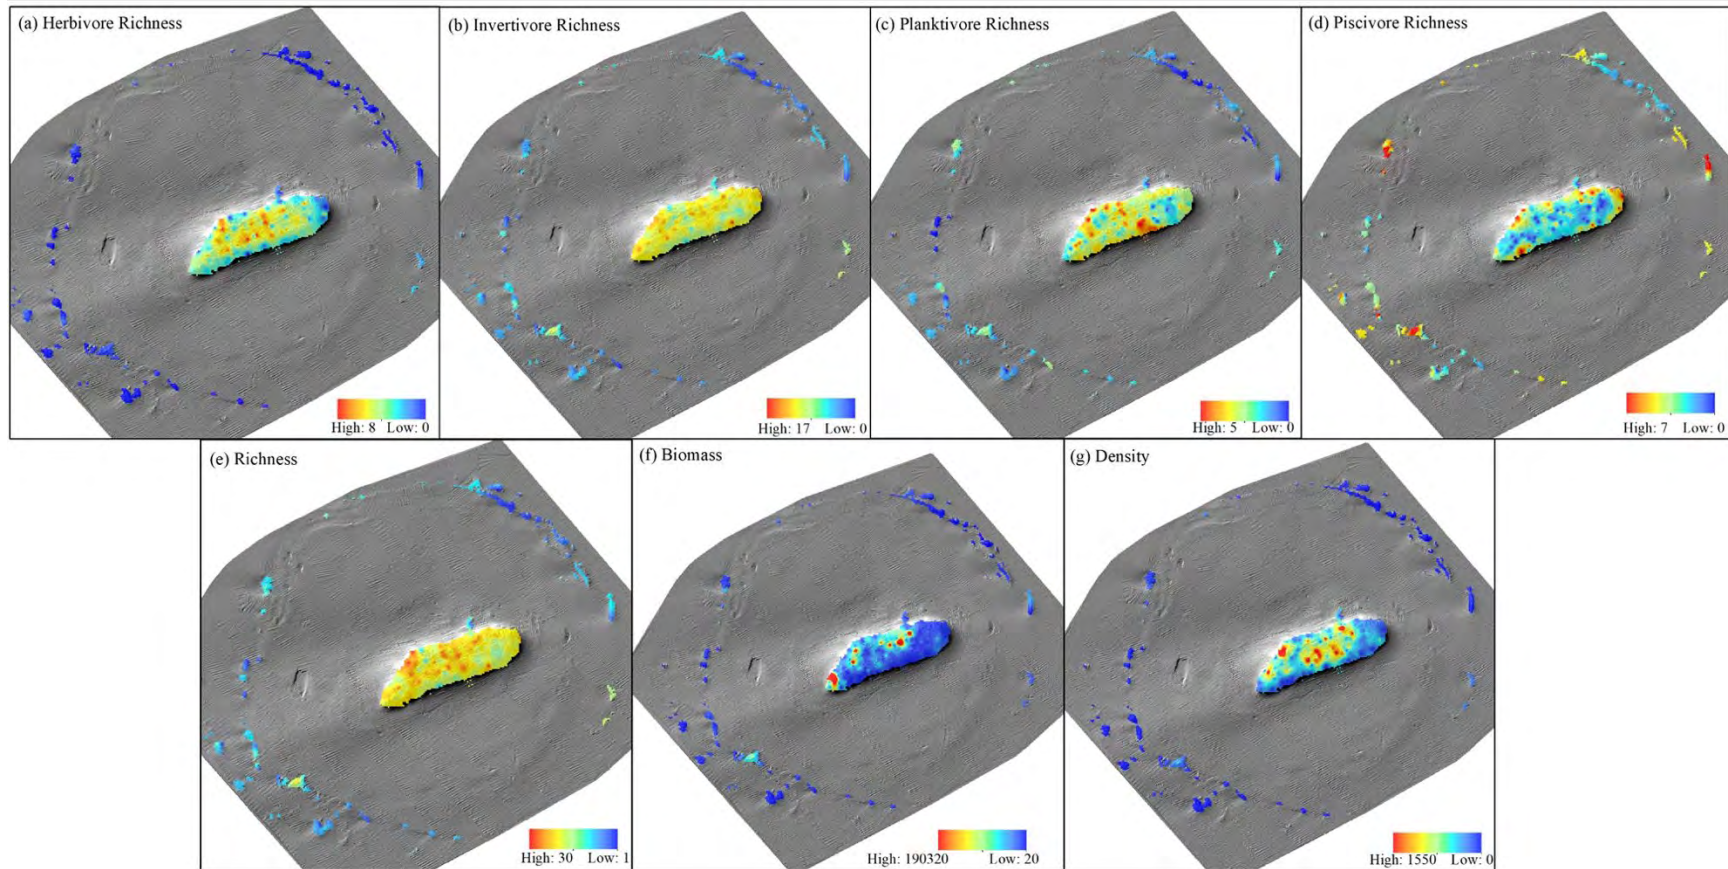 (a) Herbivore Richness
High: 8 Low: 0
(b) Invertivore Richness
High: 17 Low: 0
(c) Planktivore Richness
High: 5 Low: 0
(d) Piscivore Richness
High: 7 Low: 0
(e) Richness
High: 30 Low: 1
(f) Biomass
High: 190320 Low: 20
(g) Density
High: 1550 Low: 0